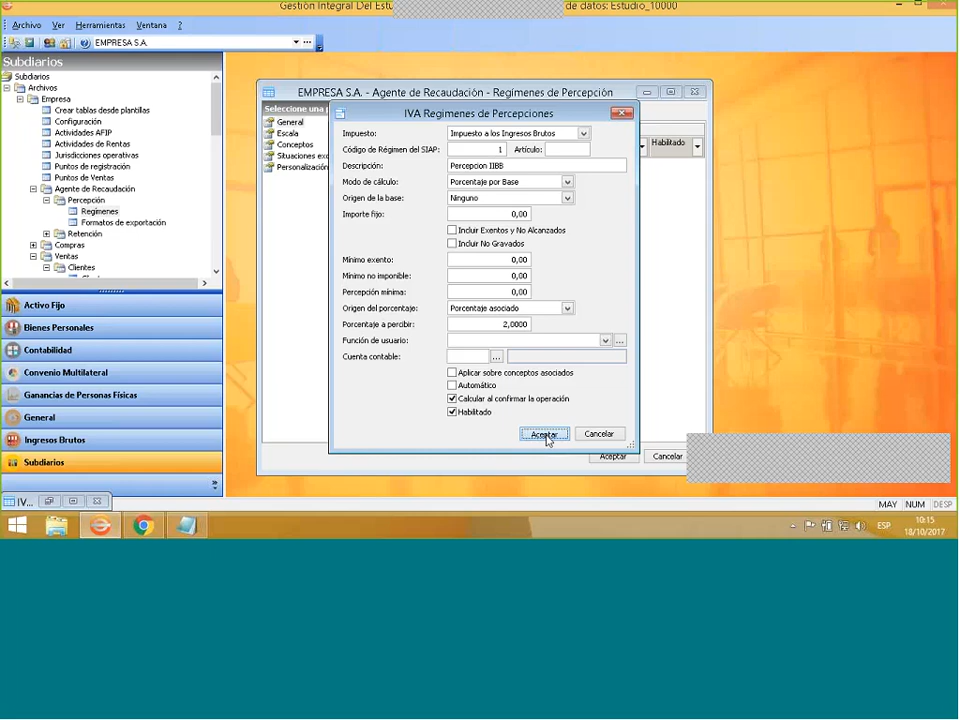 Gestión Integral Del Estu de datos: Estudio_10000
Archivo Ver Herramientas Ventana ?
EMPRESA S.A.
Subdiarios
Subdiarios
Archivos
Empresa
Crear tablas desde plantillas
Configuración
Actividades AFIP
Actividades de Rentas
Jurisdicciones operativas
Puntos de registración
Puntos de Ventas
Agente de Recaudación
Percepción
Regímenes
Formatos de exportación
Retención
Compras
Ventas
Clientes
Activo Fijo
Bienes Personales
Contabilidad
Convenio Multilateral
Ganancias de Personas Físicas
General
Ingresos Brutos
Subdiarios
EMPRESA S.A. - Agente de Recaudación - Regímenes de Percepción
Seleccione una
General
Escala
Conceptos
Situaciones
Personalización
Habilitado
Aceptar Cancelar
IVA Regimenes de Percepciones
Impuesto: Impuesto a los Ingresos Brutos
Código de Régimen del SIAP: 1 Artículo:
Descripción: Percepcion IIBB
Modo de cálculo: Porcentaje por Base
Origen de la base: Ninguno
Importe fijo: 0,00
Incluir Exentos y No Alcanzados
Incluir No Gravados
Mínimo exento: 0,00
Mínimo no imponible: 0,00
Percepción mínima: 0,00
Origen del porcentaje: Porcentaje asociado
Porcentaje a percibir: 2,0000
Función de usuario: ...
Cuenta contable: ...
Aplicar sobre conceptos asociados
Automático
Calcular al confirmar la operación
Habilitado
Aceptar Cancelar
IV...
MAY NUM DESP
ESP
10:15
18/10/2017